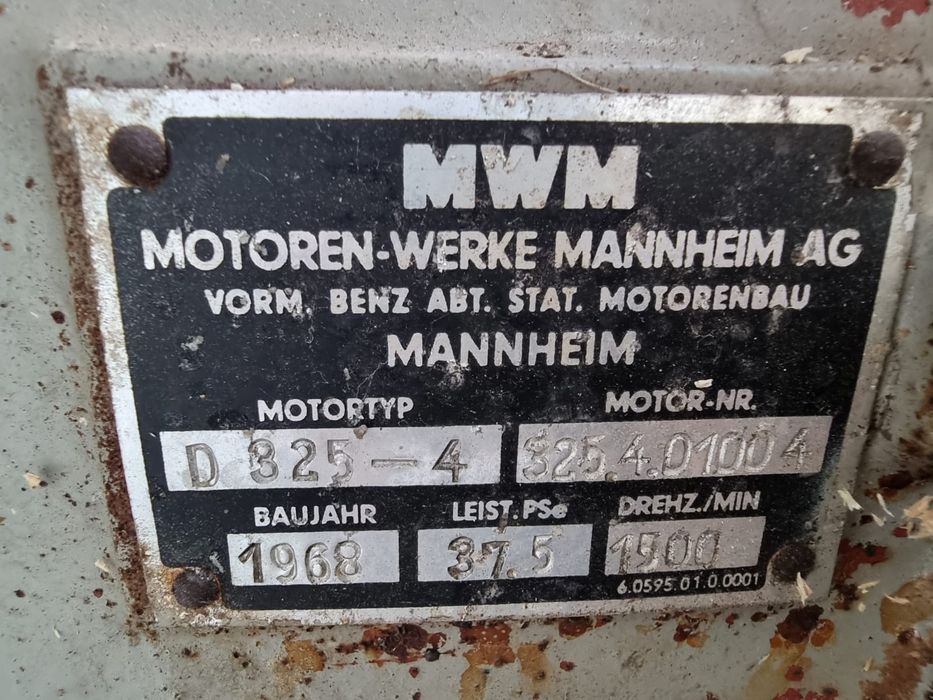 MWM
MOTOREN-WERKE MANNHEIM AG
VORM. BENZ ABT. STAT. MOTORENBAU
MANNHEIM
MOTORTYP MOTOR-NR.
D 325-4 325.4.01004
BAUJAHR LEIST. PSe DREHZ./MIN
1968 37.5 1500
6.0595.01.0.0001